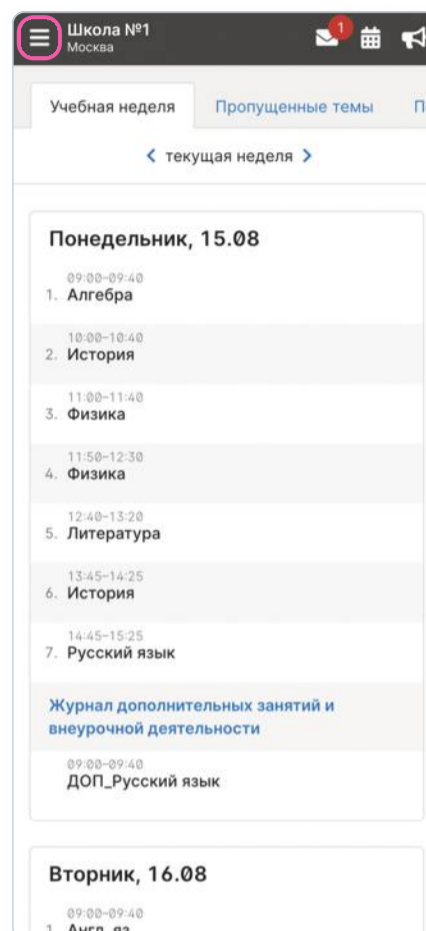 Школа №1
Москва
1
Учебная неделя Пропущенные темы
текущая неделя
Понедельник, 15.08
09:00–09:40
1. Алгебра
10:00–10:40
2. История
11:00–11:40
3. Физика
11:50–12:30
4. Физика
12:40–13:20
5. Литература
13:45–14:25
6. История
14:45–15:25
7. Русский язык
Журнал дополнительных занятий и
внеурочной деятельности
09:00–09:40
ДОП_Русский язык
Вторник, 16.08
09:00–09:40
1. Англ. яз.